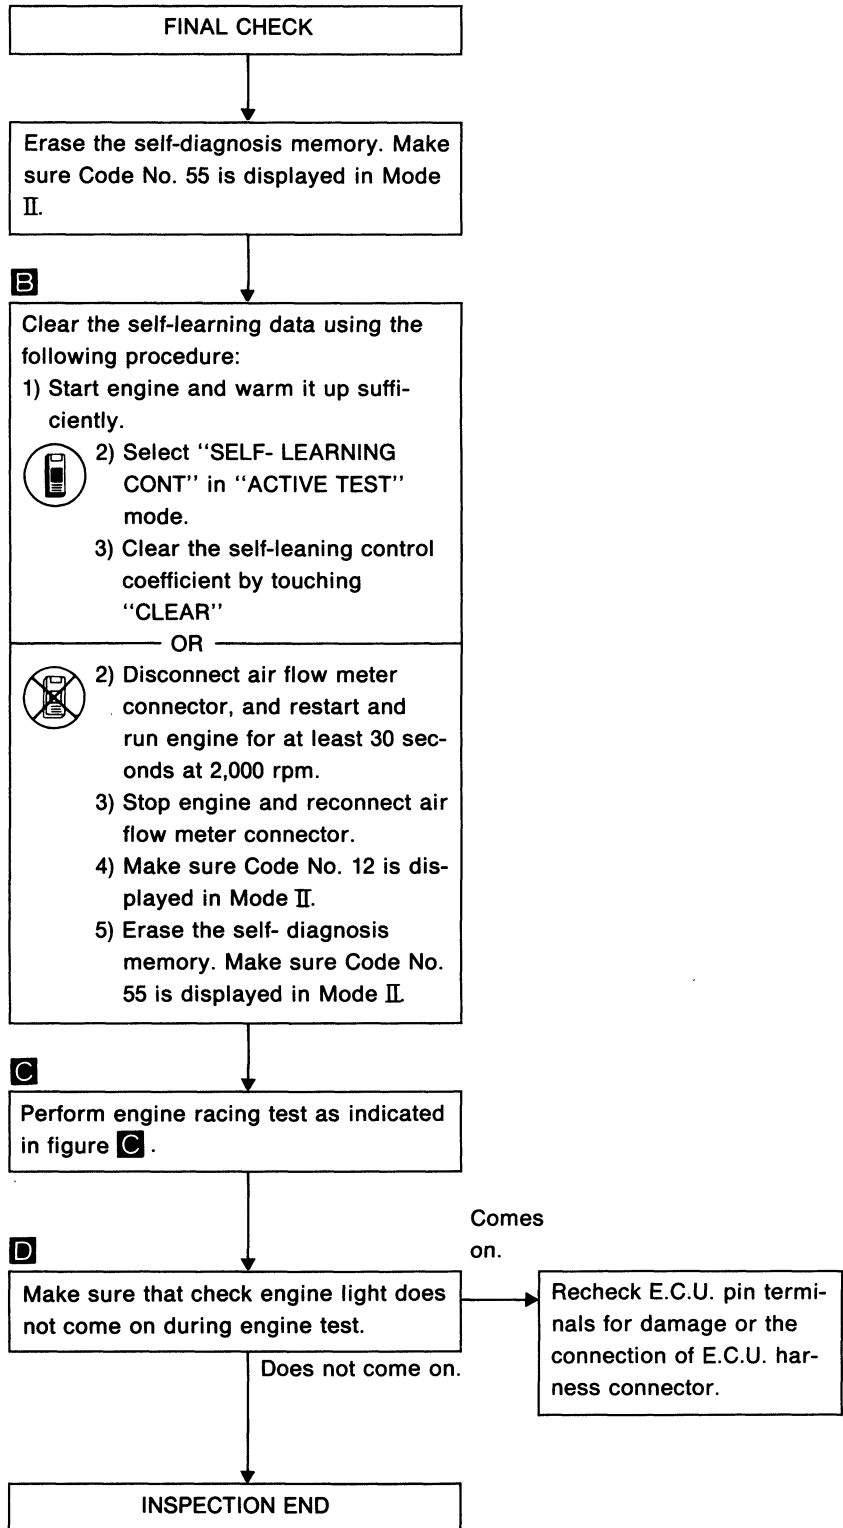 FINAL CHECK
Erase the self-diagnosis memory. Make
sure Code No. 55 is displayed in Mode
Ⅱ.
B
Clear the self-learning data using the
following procedure:
1) Start engine and warm it up suffi-
ciently.
2) Select ''SELF- LEARNING
CONT'' in ''ACTIVE TEST''
mode.
3) Clear the self-leaning control
coefficient by touching
''CLEAR''
OR
2) Disconnect air flow meter
connector, and restart and
run engine for at least 30 sec-
onds at 2,000 rpm.
3) Stop engine and reconnect air
flow meter connector.
4) Make sure Code No. 12 is dis-
played in Mode Ⅱ.
5) Erase the self- diagnosis
memory. Make sure Code No.
55 is displayed in Mode Ⅱ.
C
Perform engine racing test as indicated
in figure C .
D
Make sure that check engine light does
not come on during engine test.
Comes
on.
Recheck E.C.U. pin termi-
nals for damage or the
connection of E.C.U. har-
ness connector.
Does not come on.
INSPECTION END